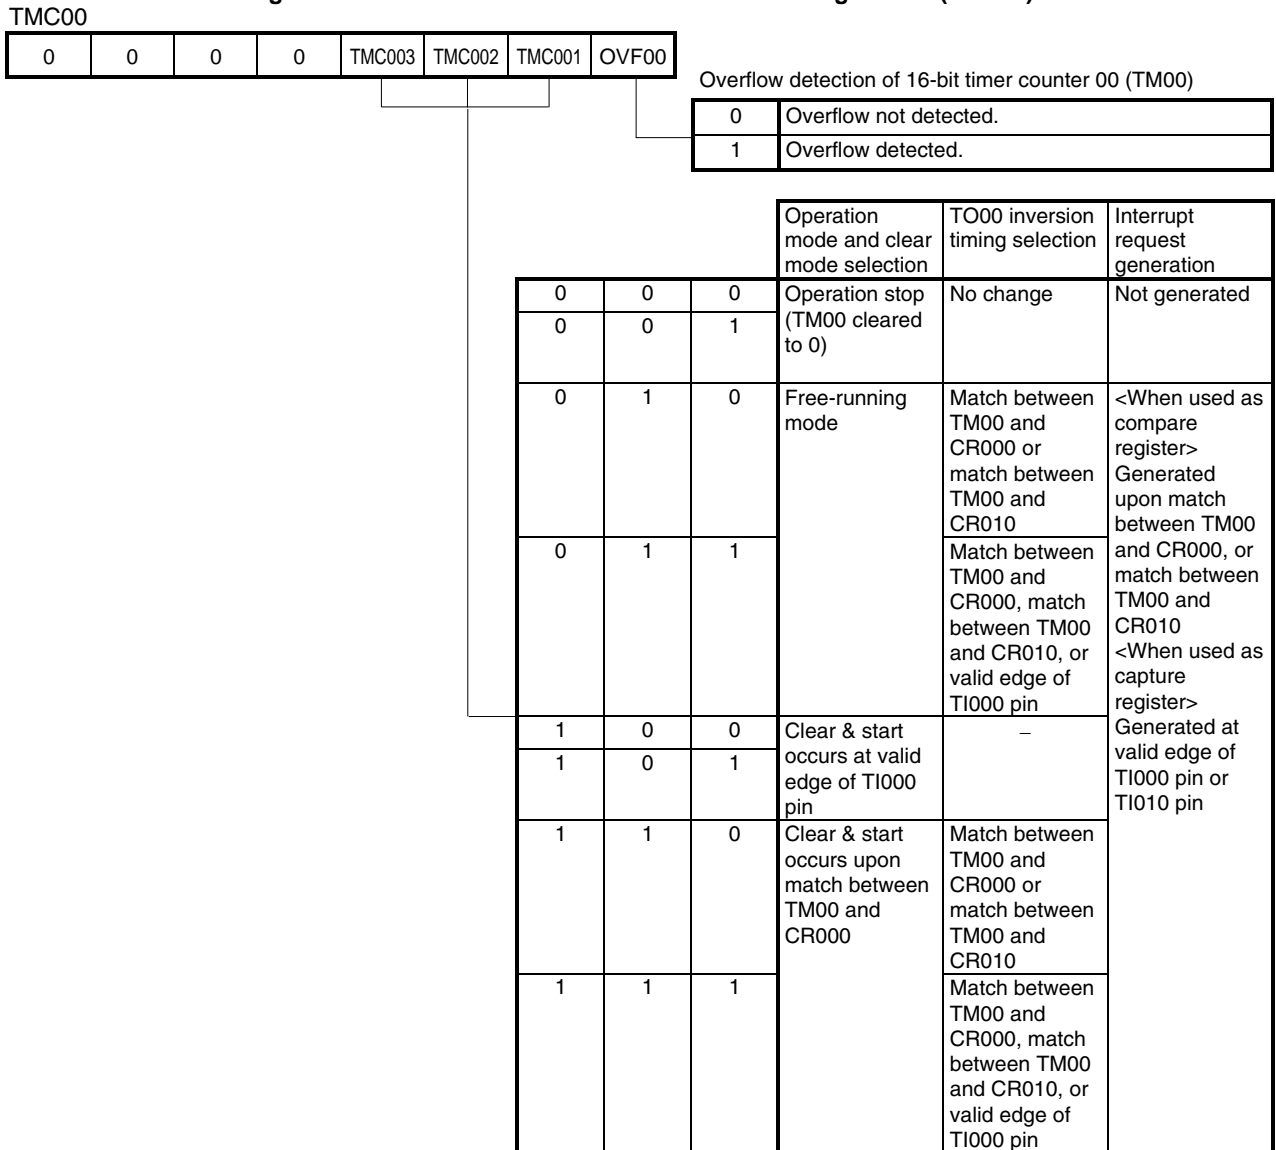 TMC00
0 0 0 0 TMC003 TMC002 TMC001 OVF00
Overflow detection of 16-bit timer counter 00 (TM00)
0 Overflow not detected.
1 Overflow detected.
Operation
mode and clear
mode selection
TO00 inversion
timing selection
Interrupt
request
generation
0 0 0
0 0 1
Operation stop
(TM00 cleared
to 0)
No change
Not generated
0 1 0
Free-running
mode
Match between
TM00 and
CR000 or
match between
TM00 and
CR010
<When used as
compare
register>
Generated
upon match
between TM00
and CR000, or
match between
TM00 and
CR010
<When used as
capture
register>
Generated at
valid edge of
TI000 pin or
TI010 pin
0 1 1
Match between
TM00 and
CR000, match
between TM00
and CR010, or
valid edge of
TI000 pin
1 0 0
1 0 1
Clear & start
occurs at valid
edge of TI000
pin
–
1 1 0
Clear & start
occurs upon
match between
TM00 and
CR000
Match between
TM00 and
CR000 or
match between
TM00 and
CR010
1 1 1
Match between
TM00 and
CR000, match
between TM00
and CR010, or
valid edge of
TI000 pin